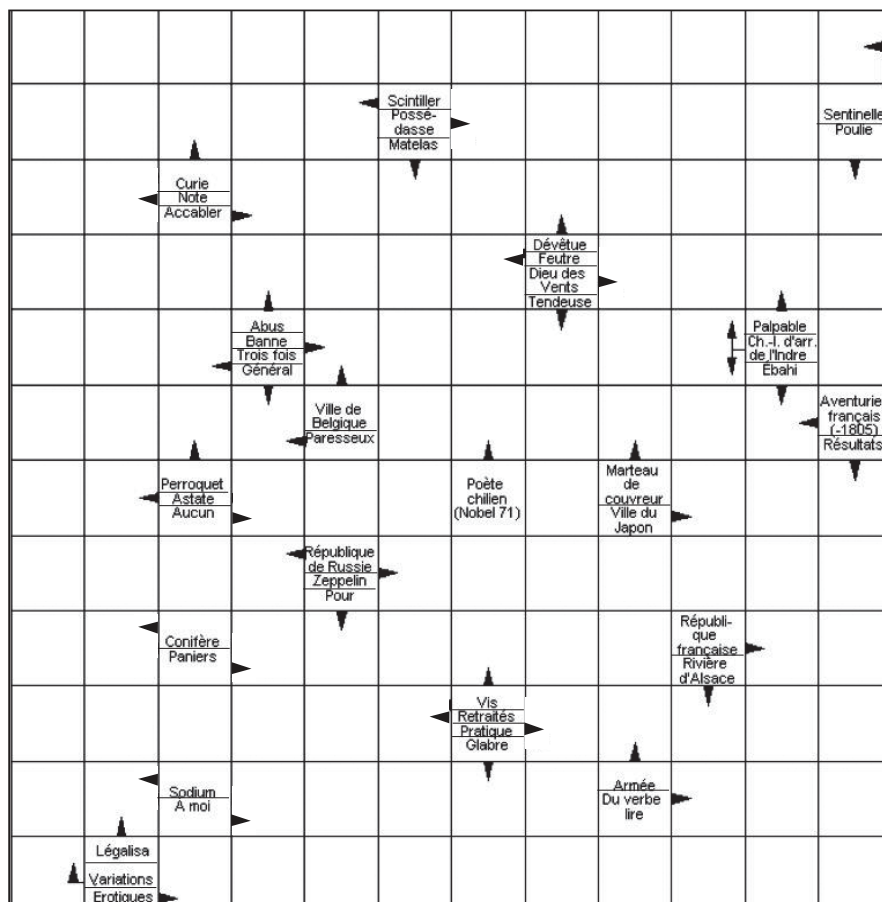 Scintiller
Possé-
dasse
Matelas
Sentinelle
Poulie
Curie
Note
Accabler
Dévêtue
Feutre
Dieu des
Vents
Tendeuse
Abus
Banne
Trois fois
Général
Palpable
Ch.-l. d'arr.
de l'Indre
Ébahi
Ville de
Belgique
Paresseux
Aventurie
français
(-1805)
Résultats
Perroquet
Astate
Aucun
Poète
chilien
(Nobel 71)
Marteau
de
couvreur
Ville du
Japon
République
de Russie
Zeppelin
Pour
Conifère
Paniers
Républi-
que
française
Rivière
d'Alsace
Vis
Retraités
Pratique
Glabre
Sodium
A moi
Armée
Du verbe
lire
Légalisa
Variations
Erotiques